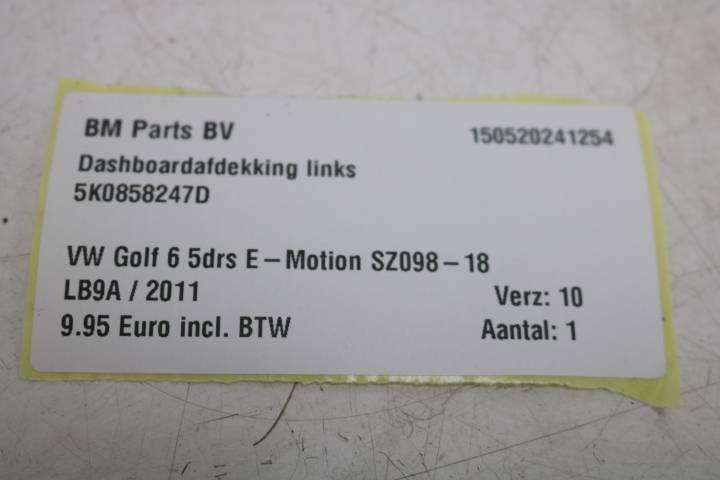 BM Parts BV 150520241254
Dashboardafdekking links
5K0858247D
VW Golf 6 5drs E-Motion SZ098-18
LB9A / 2011 Verz: 10
9.95 Euro incl. BTW Aantal: 1